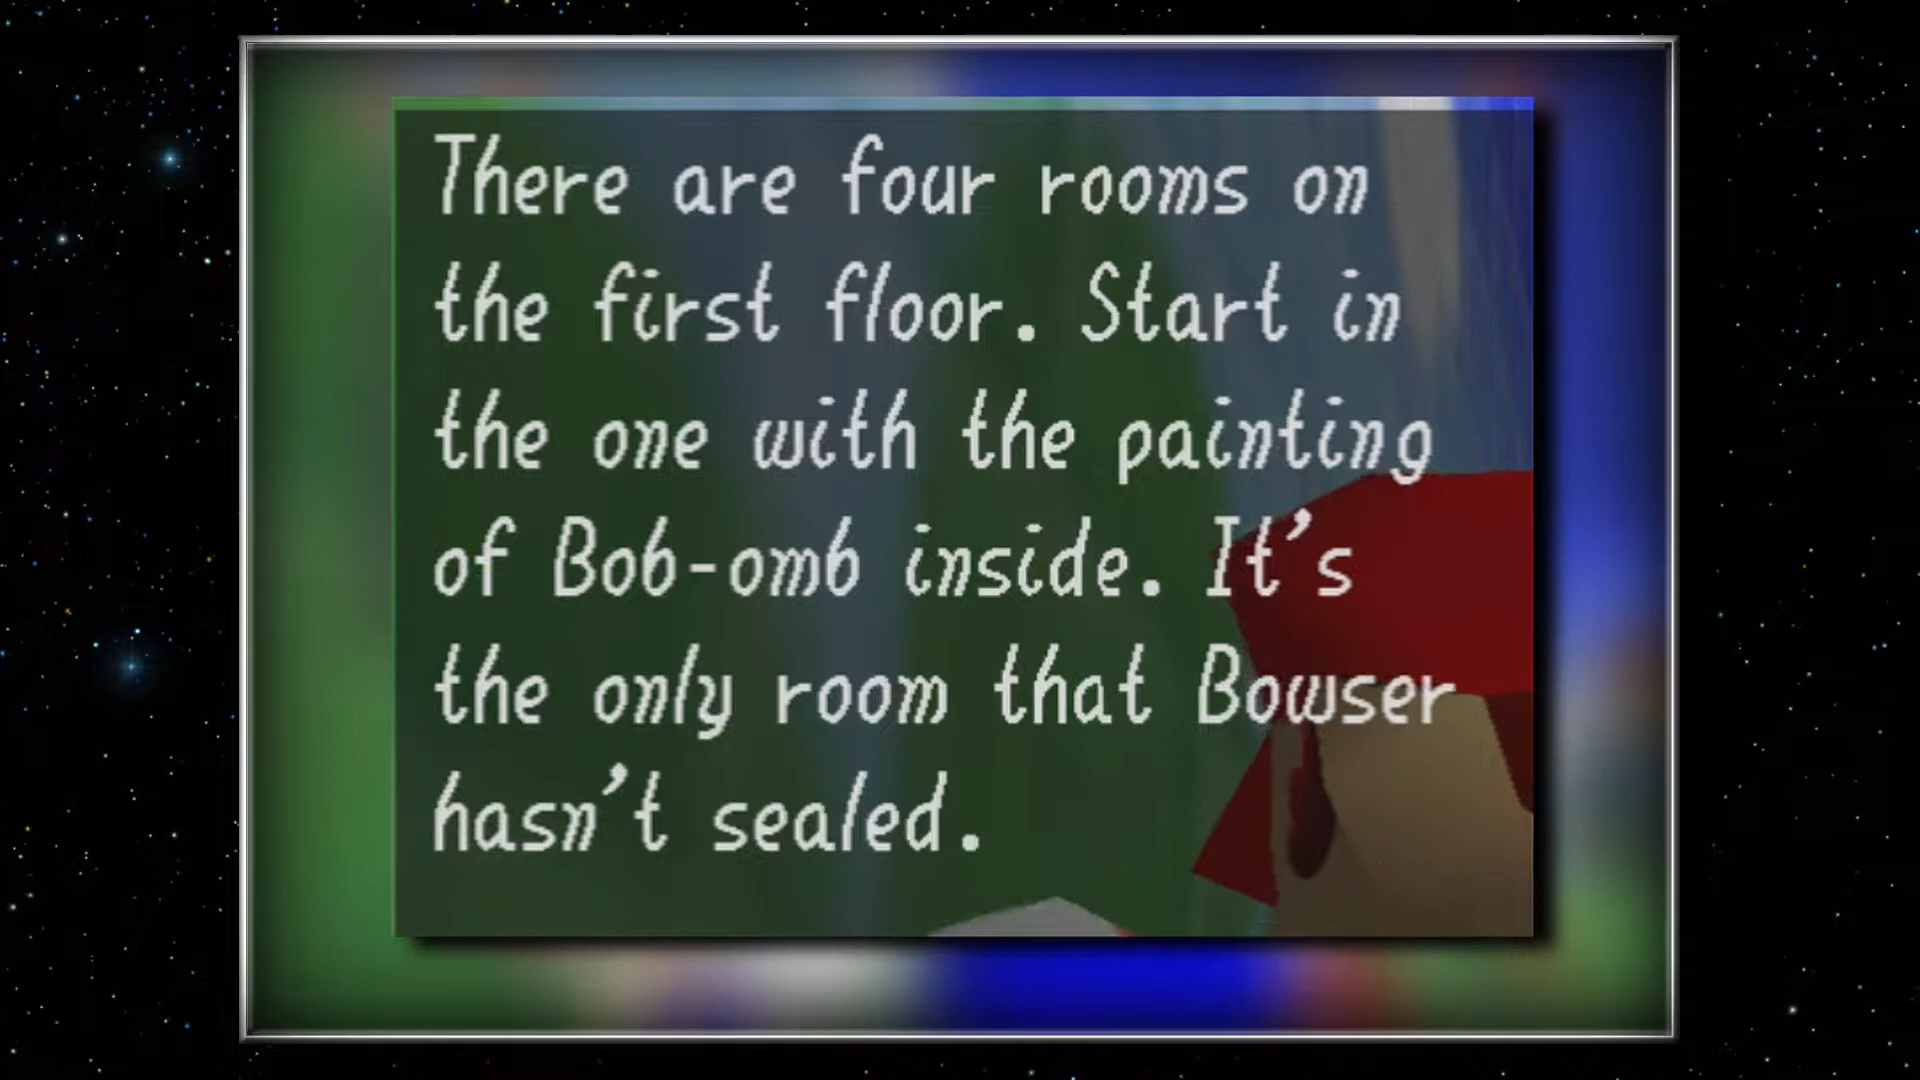 There are four rooms on
the first floor. Start in
the one with the painting
of Bob-omb inside. It's
the only room that Bowser
hasn't sealed.